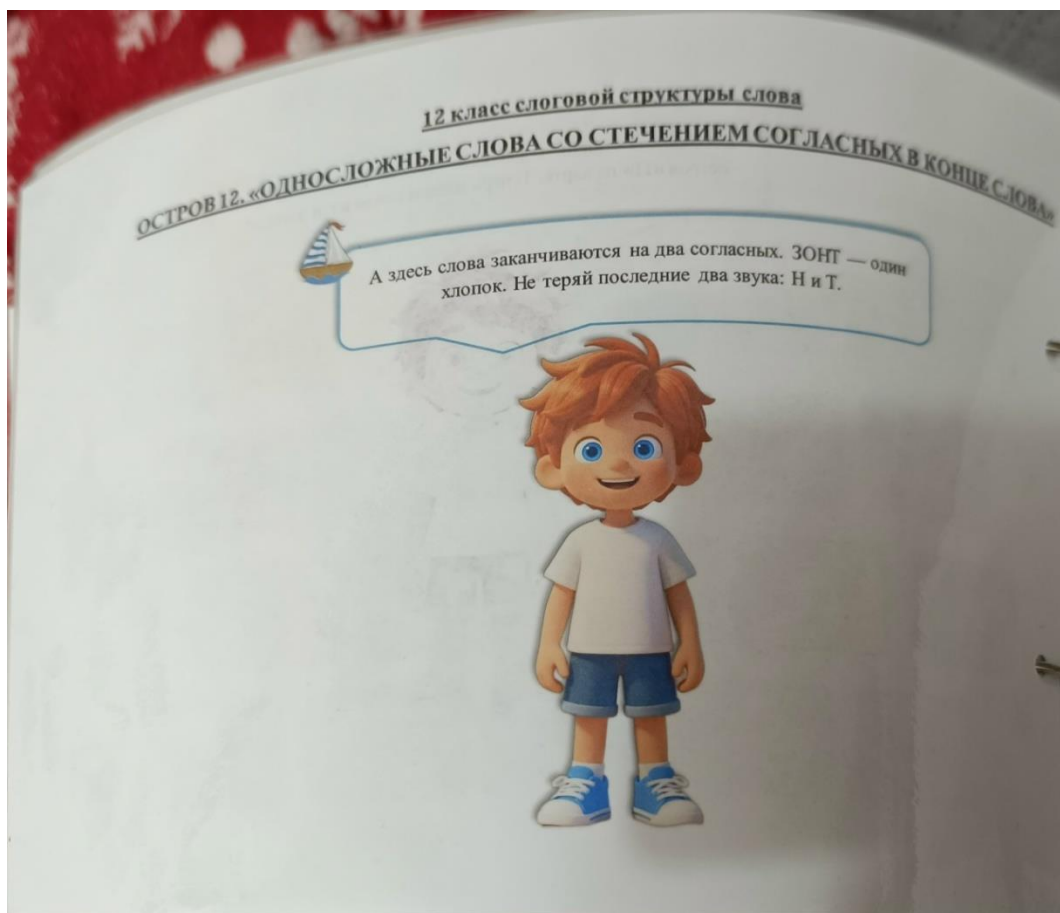 12 класс слоговой структуры слова
ОСТРОВ 12. «ОДНОСЛОЖНЫЕ СЛОВА СО СТЕЧЕНИЕМ СОГЛАСНЫХ В КОНЦЕ СЛОВА»
А здесь слова заканчиваются на два согласных. ЗОНТ — один
хлопок. Не теряй последние два звука: Н и Т.